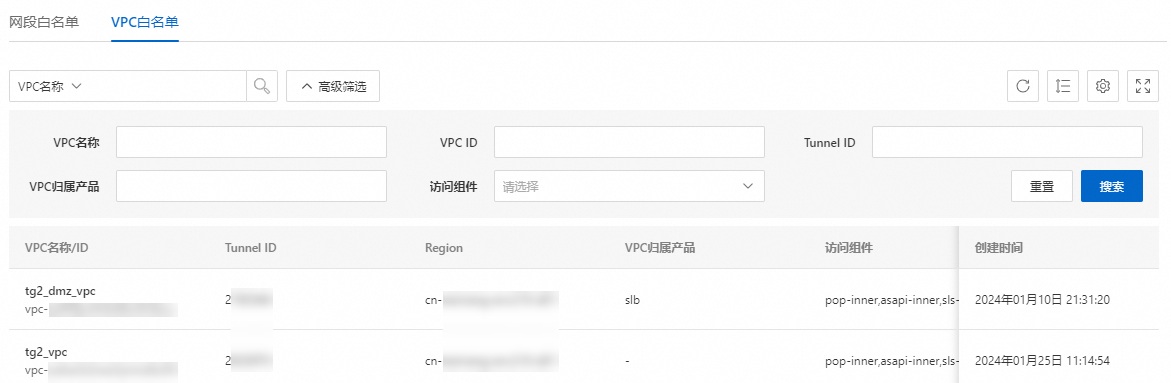 网段白名单 VPC白名单
VPC名称 高级筛选
VPC名称 VPC ID Tunnel ID
VPC归属产品 访问组件 请选择 重置 搜索
VPC名称/ID Tunnel ID Region VPC归属产品 访问组件 创建时间
tg2_dmz_vpc
vpc- 2 cn- slb pop-inner,asapi-inner,sls- 2024年01月10日 21:31:20
tg2_vpc
vpc- 2 cn- - pop-inner,asapi-inner,sls- 2024年01月25日 11:14:54